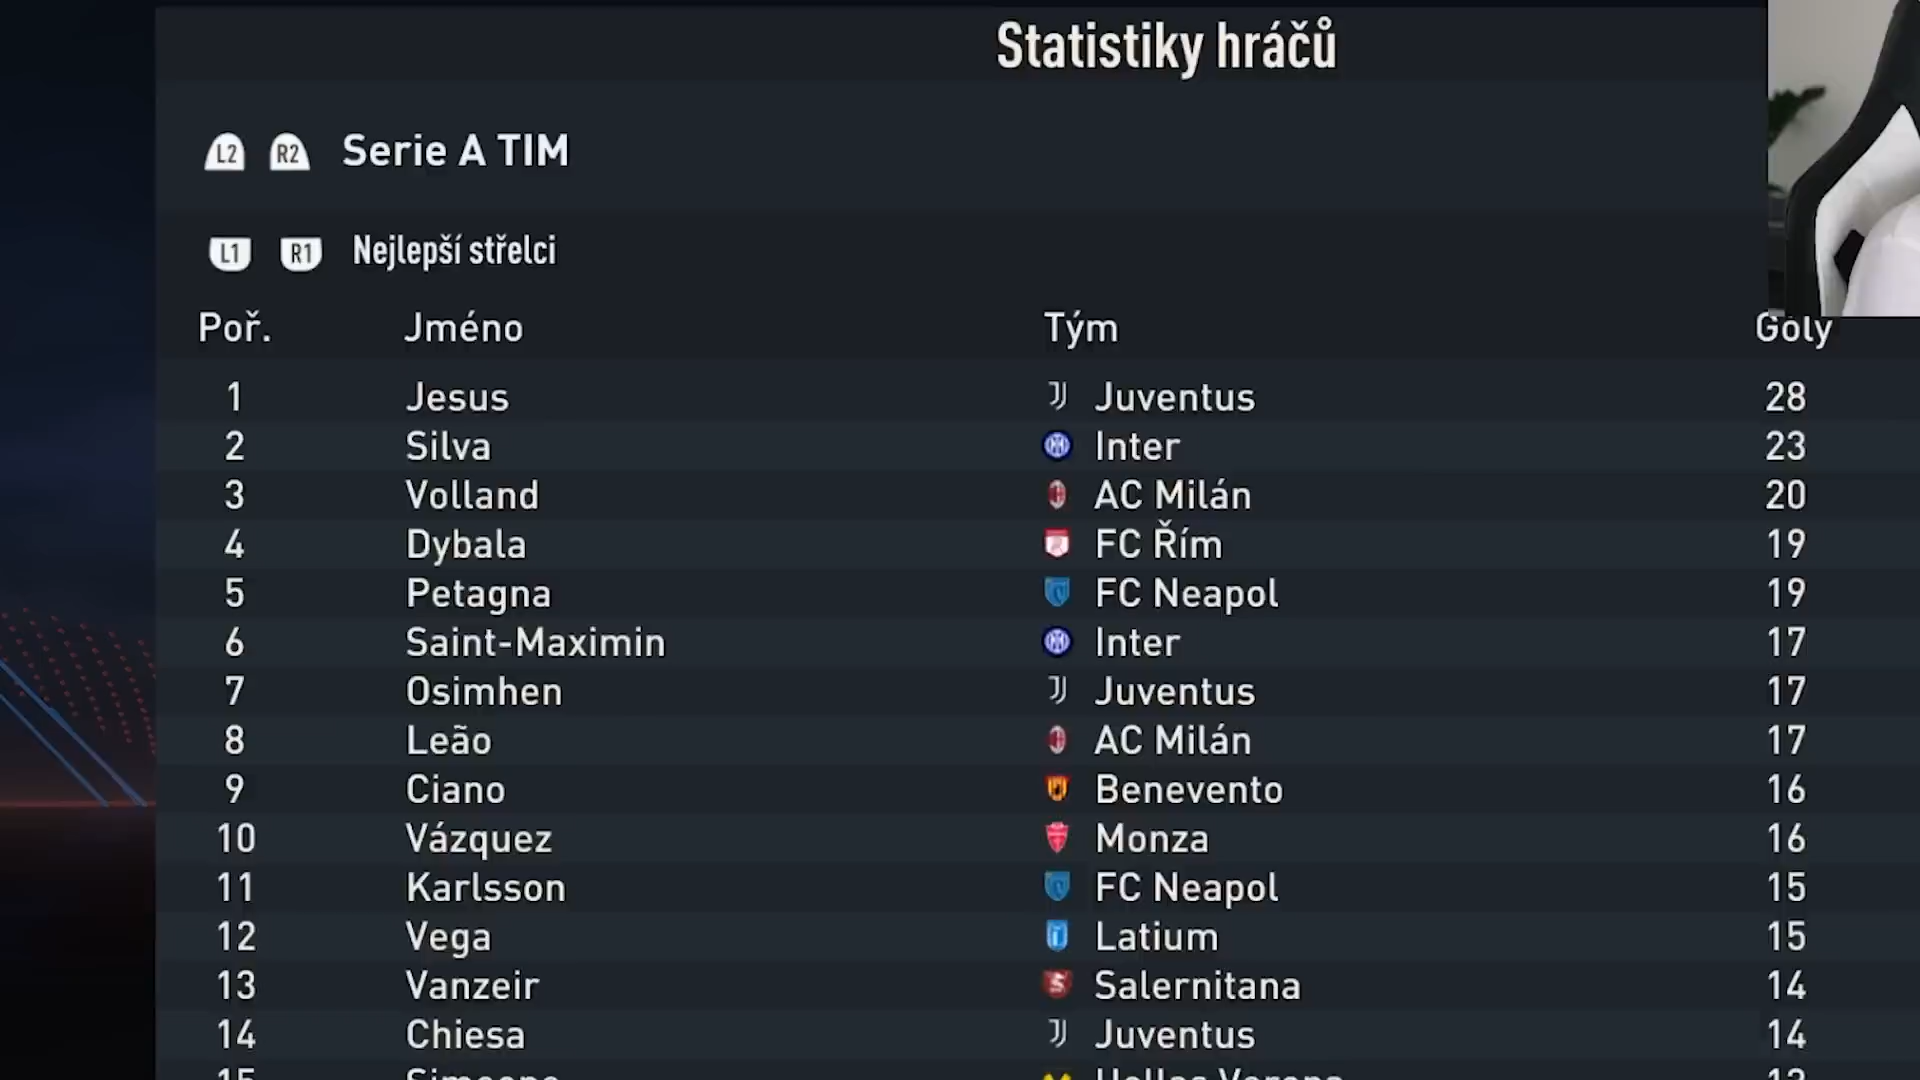 Statistiky hráčů
L2 R2 Serie A TIM
L1 R1 Nejlepší střelci
Poř. Jméno Tým Góly
1 Jesus Juventus 28
2 Silva Inter 23
3 Volland AC Milán 20
4 Dybala FC Řím 19
5 Petagna FC Neapol 19
6 Saint-Maximin Inter 17
7 Osimhen Juventus 17
8 Leão AC Milán 17
9 Ciano Benevento 16
10 Vázquez Monza 16
11 Karlsson FC Neapol 15
12 Vega Latium 15
13 Vanzeir Salernitana 14
14 Chiesa Juventus 14
15 Simeone Hellas Verona